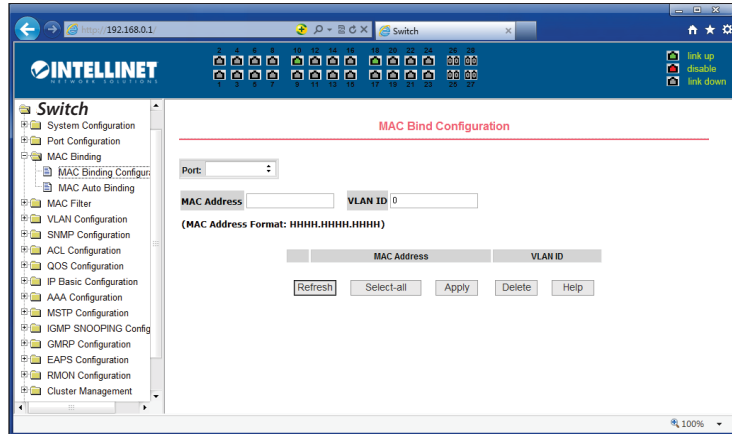 http://192.168.0.1/
Switch
2 4 6 8 10 12 14 16 18 20 22 24 26 28
1 3 5 7 9 11 13 15 17 19 21 23 25 27
INTELLINET
NETWORK SOLUTIONS
link up
disable
link down
Switch
System Configuration
Port Configuration
MAC Binding
MAC Binding Configura
MAC Auto Binding
MAC Filter
VLAN Configuration
SNMP Configuration
ACL Configuration
QOS Configuration
IP Basic Configuration
AAA Configuration
MSTP Configuration
IGMP SNOOPING Config
GMRP Configuration
EAPS Configuration
RMON Configuration
Cluster Management
MAC Bind Configuration
Port:
MAC Address VLAN ID 0
(MAC Address Format: HHHH.HHHH.HHHH)
MAC Address VLAN ID
Refresh Select-all Apply Delete Help
100%